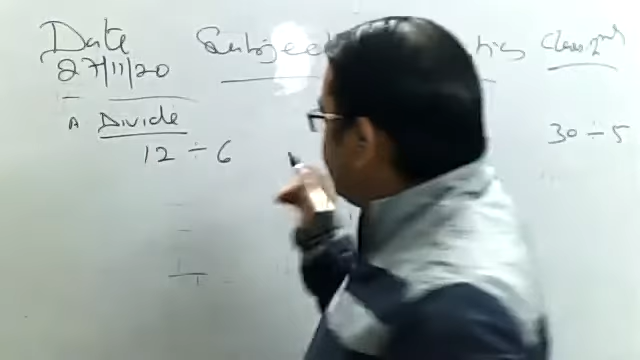 Date Subject Class 2nd
27/11/20
A Divide
12 ÷ 6 30 ÷ 5